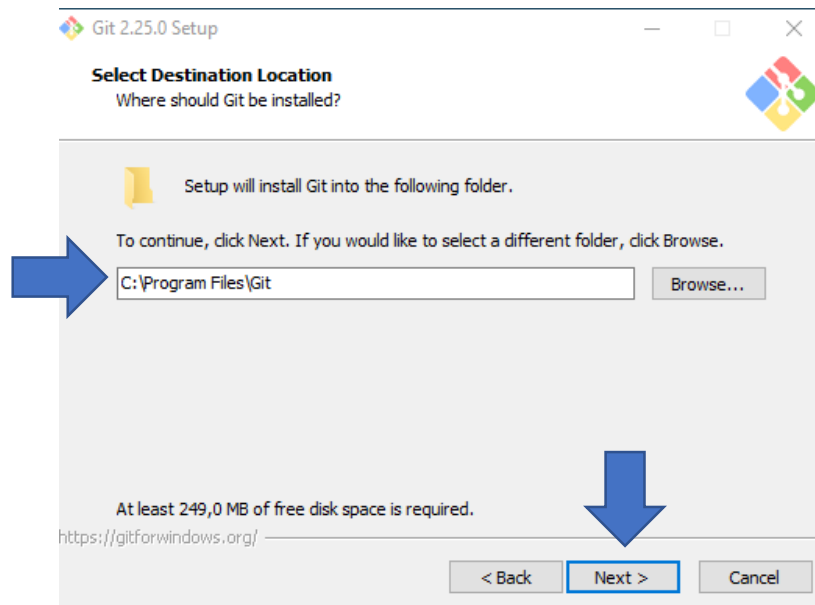 Git 2.25.0 Setup
Select Destination Location
Where should Git be installed?
Setup will install Git into the following folder.
To continue, click Next. If you would like to select a different folder, click Browse.
C:\Program Files\Git
Browse...
At least 249,0 MB of free disk space is required.
https://gitforwindows.org/
< Back
Next >
Cancel